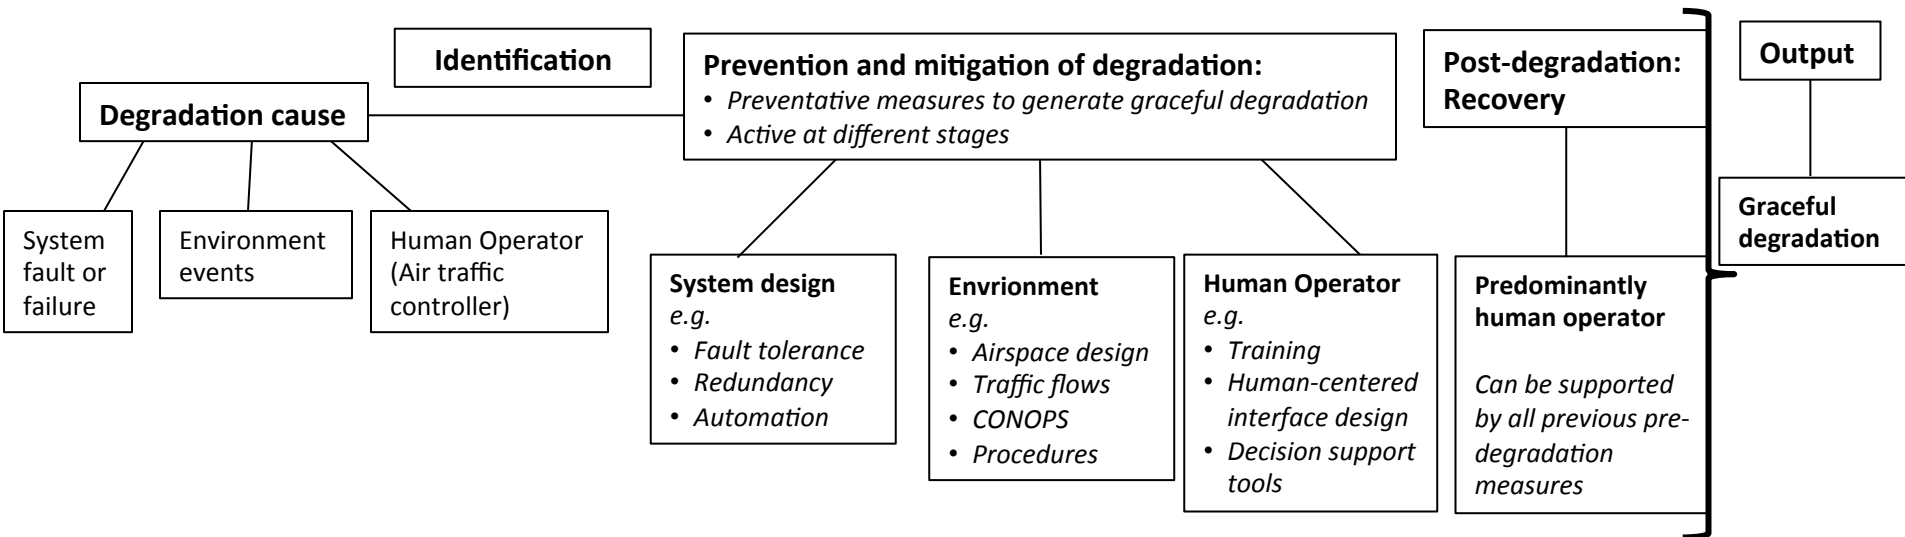 Identification
Degradation cause
System
fault or
failure
Environment
events
Human Operator
(Air traffic
controller)
Prevention and mitigation of degradation:
• Preventative measures to generate graceful degradation
• Active at different stages
System design
e.g.
• Fault tolerance
• Redundancy
• Automation
Envrionment
e.g.
• Airspace design
• Traffic flows
• CONOPS
• Procedures
Human Operator
e.g.
• Training
• Human-centered
interface design
• Decision support
tools
Post-degradation:
Recovery
Predominantly
human operator
Can be supported
by all previous pre-
degradation
measures
Output
Graceful
degradation